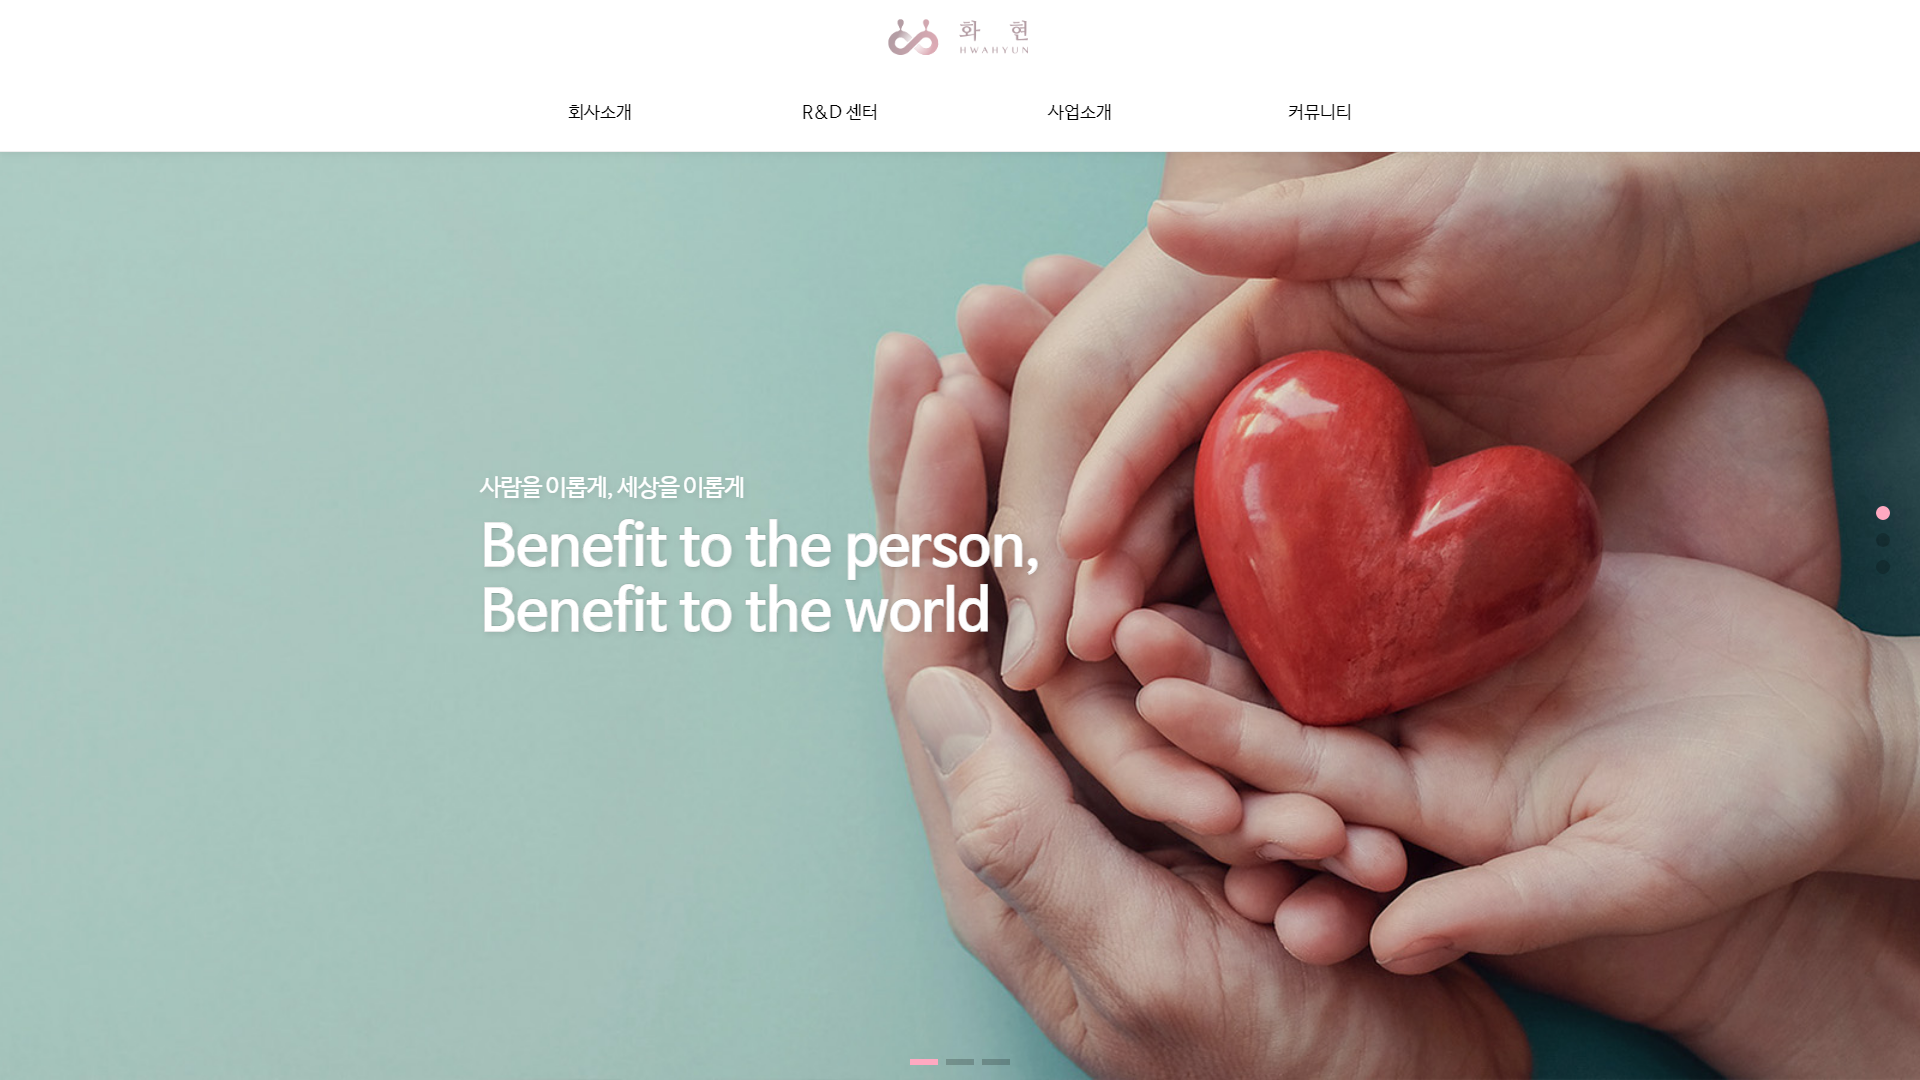 화 현
HWAHYUN
회사소개
R&D 센터
사업소개
커뮤니티
사람을 이롭게, 세상을 이롭게
Benefit to the person,
Benefit to the world